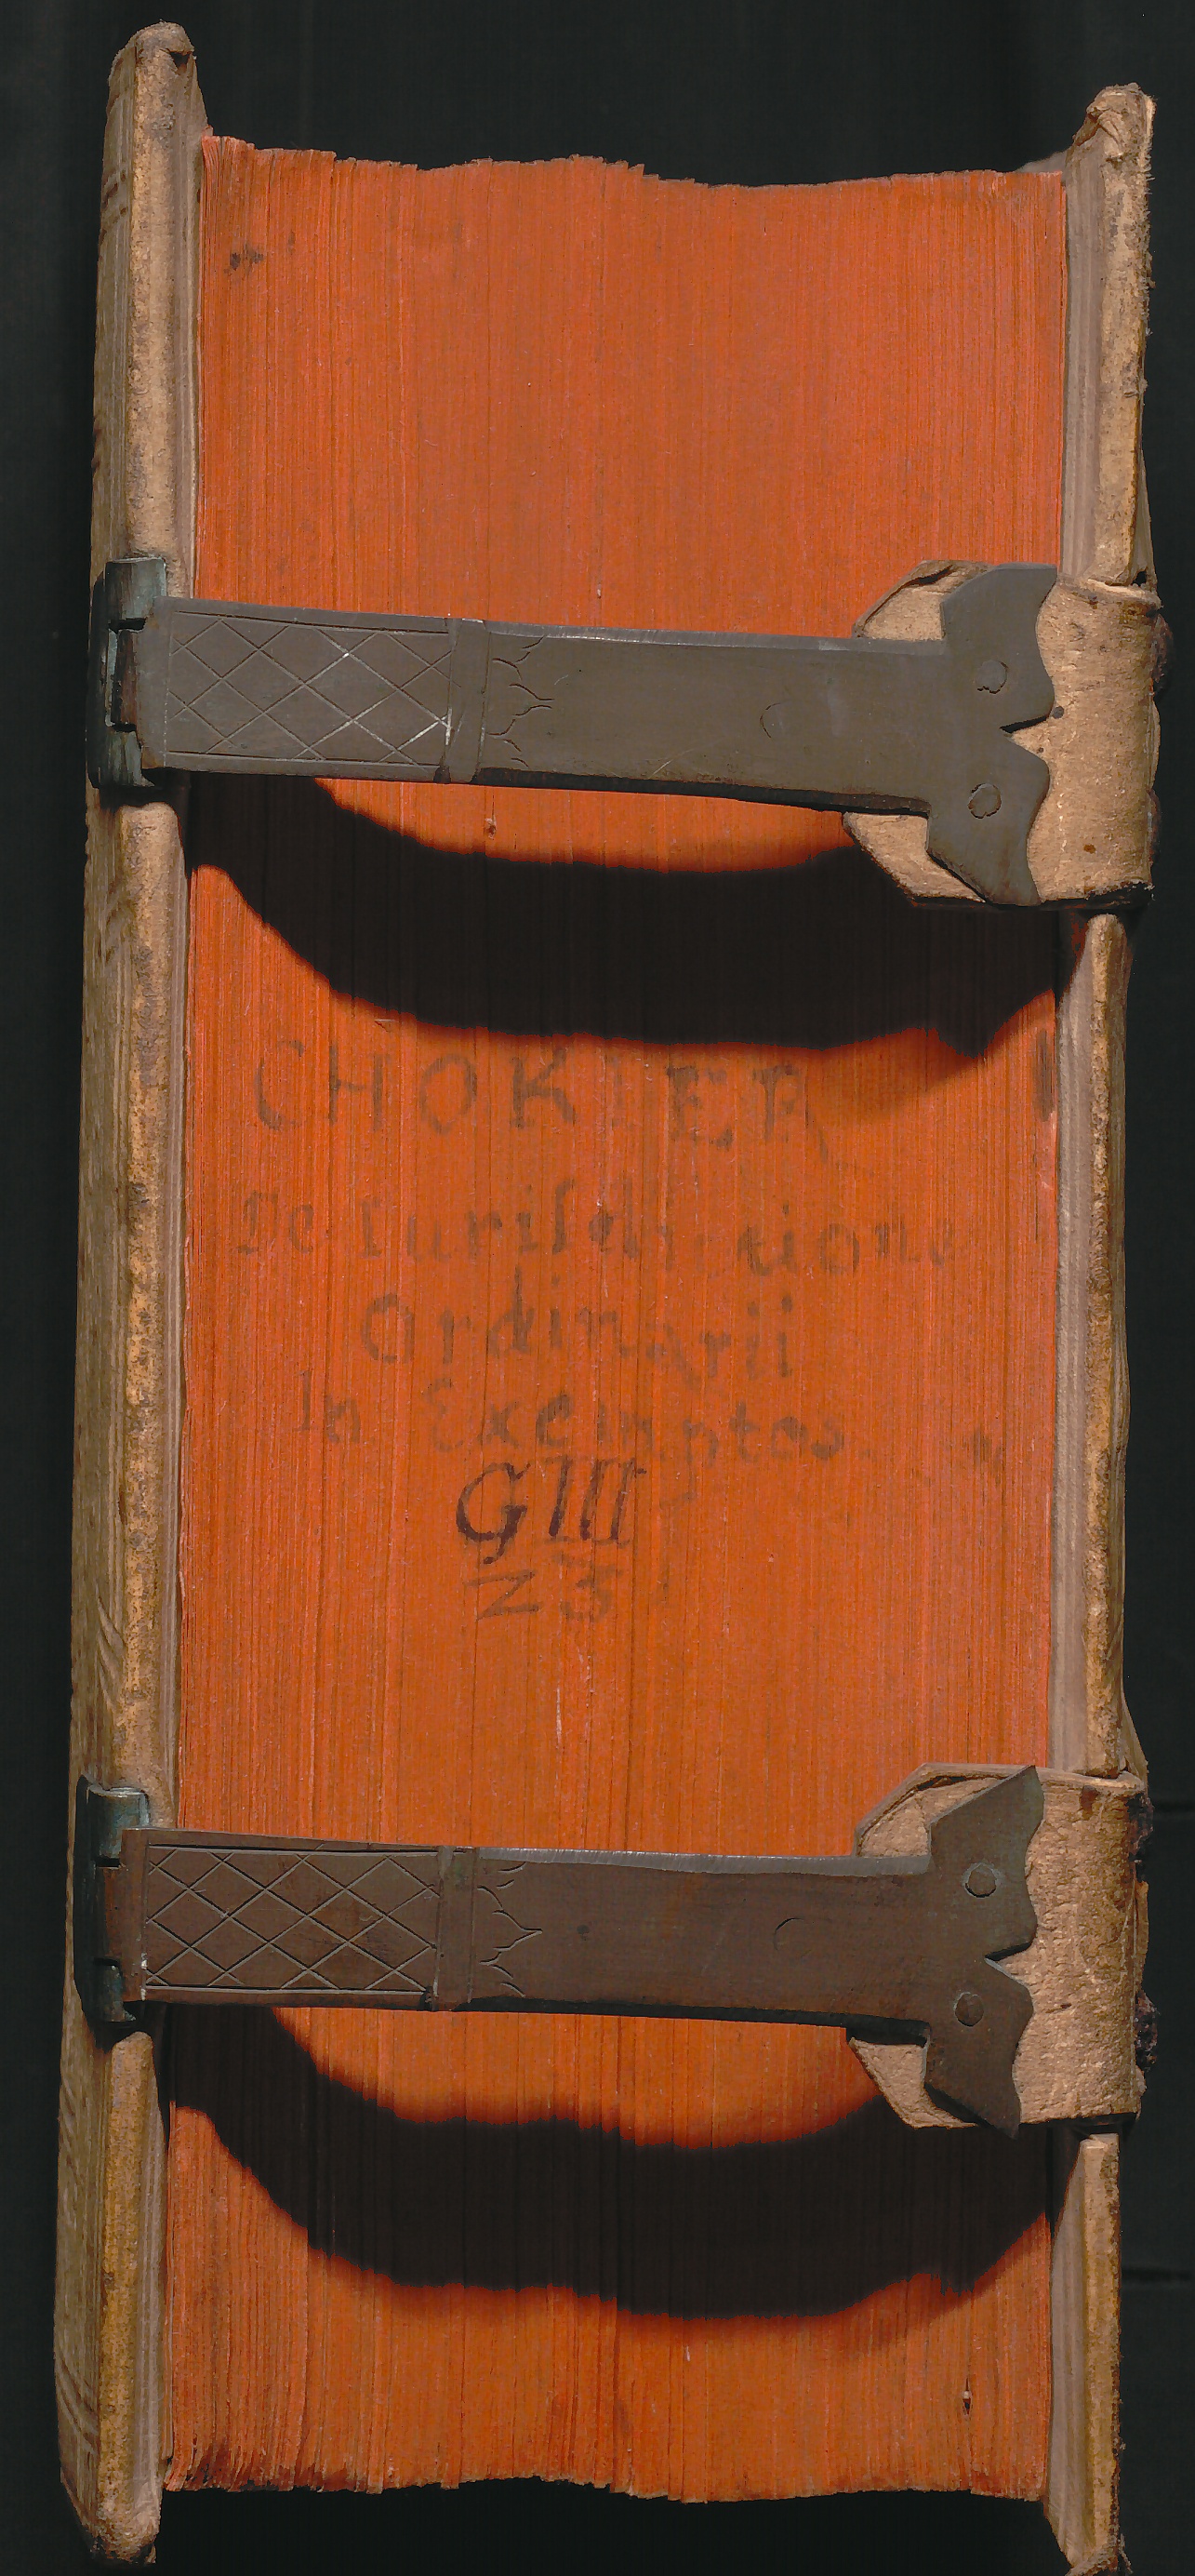 CHOKIER
De Iurisdictione
Ordinarii
In Exemptos.
GIII
23